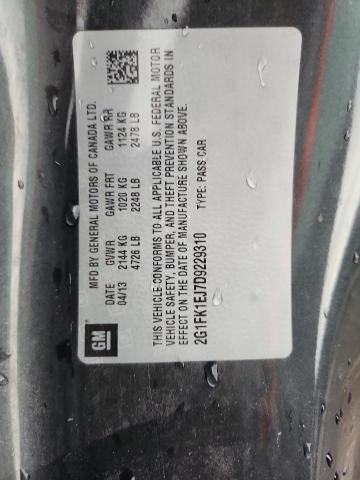 GM
MFD BY GENERAL MOTORS OF CANADA LTD.
DATE GVWR GAWR FRT GAWR RR
04/13 2144 KG 1020 KG 1124 KG
4726 LB 2248 LB 2478 LB
THIS VEHICLE CONFORMS TO ALL APPLICABLE U.S. FEDERAL MOTOR
VEHICLE SAFETY, BUMPER, AND THEFT PREVENTION STANDARDS IN
EFFECT ON THE DATE OF MANUFACTURE SHOWN ABOVE.
2G1FK1EJ7D9229310 TYPE: PASS CAR